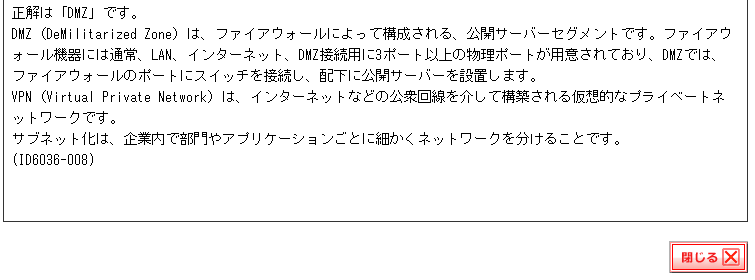 正解は「DMZ」です。
DMZ (DeMilitarized Zone) は、ファイアウォールによって構成される、公開サーバーセグメントです。ファイアウ
ォール機器には通常、LAN、インターネット、DMZ接続用に3ポート以上の物理ポートが用意されており、DMZでは、
ファイアウォールのポートにスイッチを接続し、配下に公開サーバーを設置します。
VPN (Virtual Private Network) は、インターネットなどの公衆回線を介して構築される仮想的なプライベートネ
ットワークです。
サブネット化は、企業内で部門やアプリケーションごとに細かくネットワークを分けることです。
(ID6036-008)
閉じる